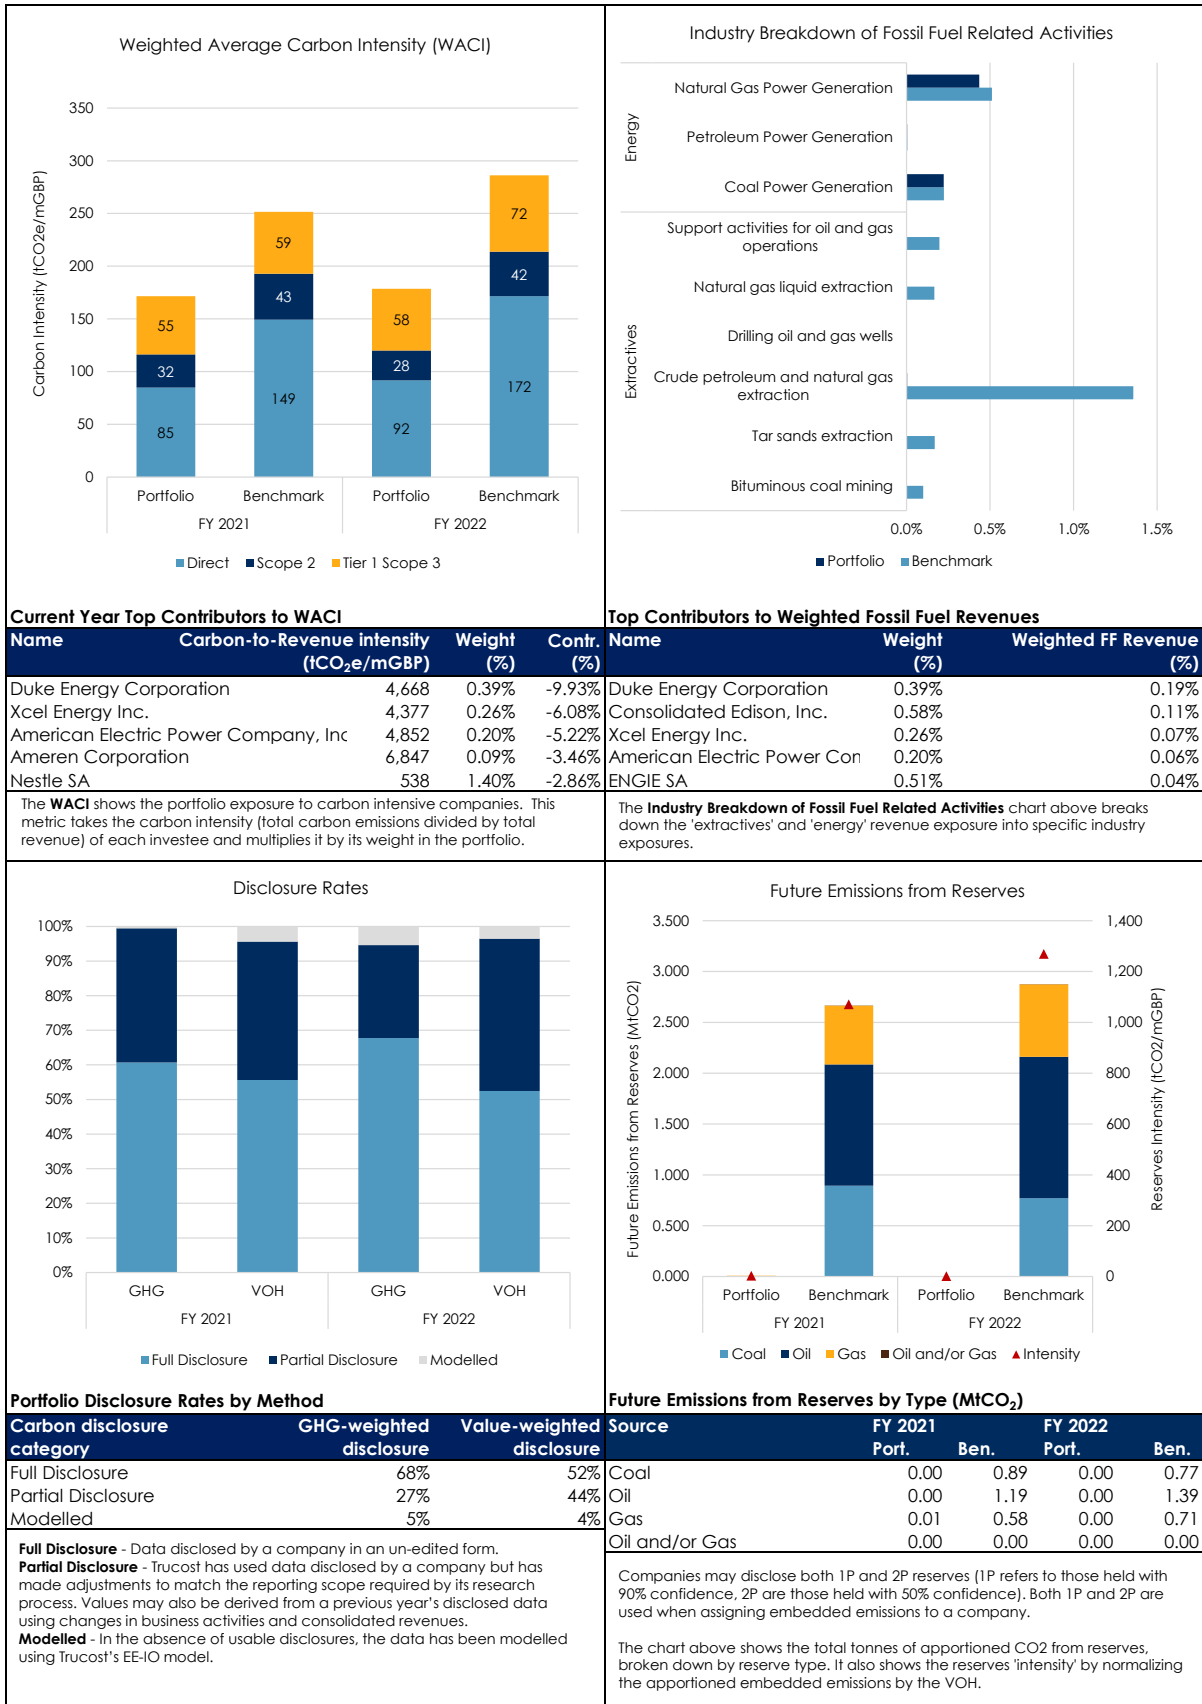 Weighted Average Carbon Intensity (WACI)
Carbon Intensity (tCO2e/mGBP)
350
300
250
200
150
100
50
0
55
32
85
59
43
149
58
28
92
72
42
172
Portfolio Benchmark Portfolio Benchmark
FY 2021 FY 2022
Direct Scope 2 Tier 1 Scope 3
Industry Breakdown of Fossil Fuel Related Activities
Energy
Natural Gas Power Generation
Petroleum Power Generation
Coal Power Generation
Extractives
Support activities for oil and gas
operations
Natural gas liquid extraction
Drilling oil and gas wells
Crude petroleum and natural gas
extraction
Tar sands extraction
Bituminous coal mining
0.0% 0.5% 1.0% 1.5%
Portfolio Benchmark
Current Year Top Contributors to WACI
Name Carbon-to-Revenue intensity Weight Contr.
(tCO2e/mGBP) (%) (%)
Duke Energy Corporation 4,668 0.39% -9.93%
Xcel Energy Inc. 4,377 0.26% -6.08%
American Electric Power Company, Inc 4,852 0.20% -5.22%
Ameren Corporation 6,847 0.09% -3.46%
Nestle SA 538 1.40% -2.86%
The WACI shows the portfolio exposure to carbon intensive companies. This
metric takes the carbon intensity (total carbon emissions divided by total
revenue) of each investee and multiplies it by its weight in the portfolio.
Top Contributors to Weighted Fossil Fuel Revenues
Name Weight Weighted FF Revenue
(%) (%)
Duke Energy Corporation 0.39% 0.19%
Consolidated Edison, Inc. 0.58% 0.11%
Xcel Energy Inc. 0.26% 0.07%
American Electric Power Con 0.20% 0.06%
ENGIE SA 0.51% 0.04%
The Industry Breakdown of Fossil Fuel Related Activities chart above breaks
down the 'extractives' and 'energy' revenue exposure into specific industry
exposures.
Disclosure Rates
100%
90%
80%
70%
60%
50%
40%
30%
20%
10%
0%
GHG VOH GHG VOH
FY 2021 FY 2022
Full Disclosure Partial Disclosure Modelled
Future Emissions from Reserves
Future Emissions from Reserves (MtCO2)
3.500
3.000
2.500
2.000
1.500
1.000
0.500
0.000
1,400
1,200
1,000
800
600
400
200
0
Reserves Intensity (tCO2/mGBP)
Portfolio Benchmark Portfolio Benchmark
FY 2021 FY 2022
Coal Oil Gas Oil and/or Gas Intensity
Portfolio Disclosure Rates by Method
Carbon disclosure GHG-weighted Value-weighted
category disclosure disclosure
Full Disclosure 68% 52%
Partial Disclosure 27% 44%
Modelled 5% 4%
Full Disclosure - Data disclosed by a company in an un-edited form.
Partial Disclosure - Trucost has used data disclosed by a company but has
made adjustments to match the reporting scope required by its research
process. Values may also be derived from a previous year's disclosed data
using changes in business activities and consolidated revenues.
Modelled - In the absence of usable disclosures, the data has been modelled
using Trucost's EE-IO model.
Future Emissions from Reserves by Type (MtCO2)
Source FY 2021 FY 2022
Port. Ben. Port. Ben.
Coal 0.00 0.89 0.00 0.77
Oil 0.00 1.19 0.00 1.39
Gas 0.01 0.58 0.00 0.71
Oil and/or Gas 0.00 0.00 0.00 0.00
Companies may disclose both 1P and 2P reserves (1P refers to those held with
90% confidence, 2P are those held with 50% confidence). Both 1P and 2P are
used when assigning embedded emissions to a company.
The chart above shows the total tonnes of apportioned CO2 from reserves,
broken down by reserve type. It also shows the reserves 'intensity' by normalizing
the apportioned embedded emissions by the VOH.